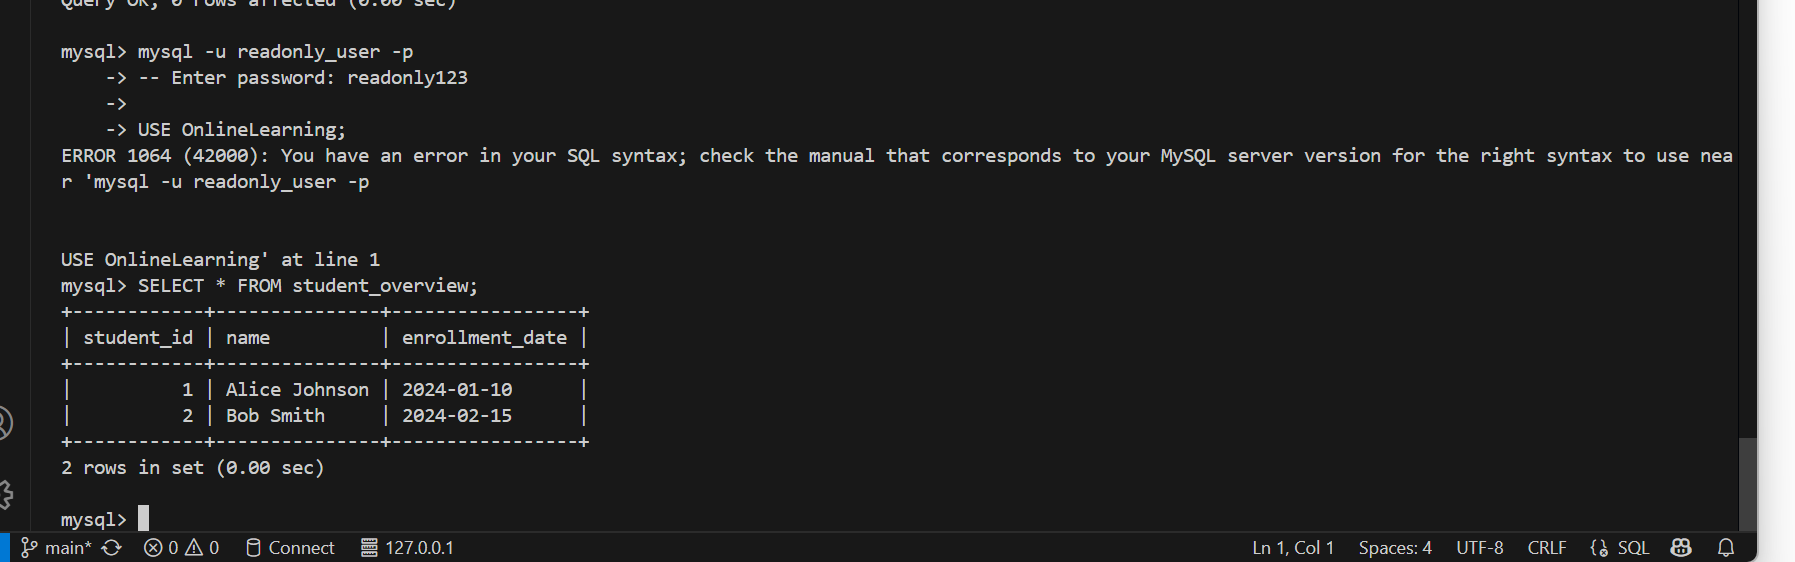 Query OK, 0 rows affected (0.00 sec)
mysql> mysql -u readonly_user -p
    -> -- Enter password: readonly123
    ->
    -> USE OnlineLearning;
ERROR 1064 (42000): You have an error in your SQL syntax; check the manual that corresponds to your MySQL server version for the right syntax to use nea
r 'mysql -u readonly_user -p
USE OnlineLearning' at line 1
mysql> SELECT * FROM student_overview;
+------------+---------------+-----------------+
| student_id | name          | enrollment_date |
+------------+---------------+-----------------+
|          1 | Alice Johnson | 2024-01-10      |
|          2 | Bob Smith     | 2024-02-15      |
+------------+---------------+-----------------+
2 rows in set (0.00 sec)
mysql>
main* 0 0 Connect 127.0.0.1 Ln 1, Col 1 Spaces: 4 UTF-8 CRLF SQL